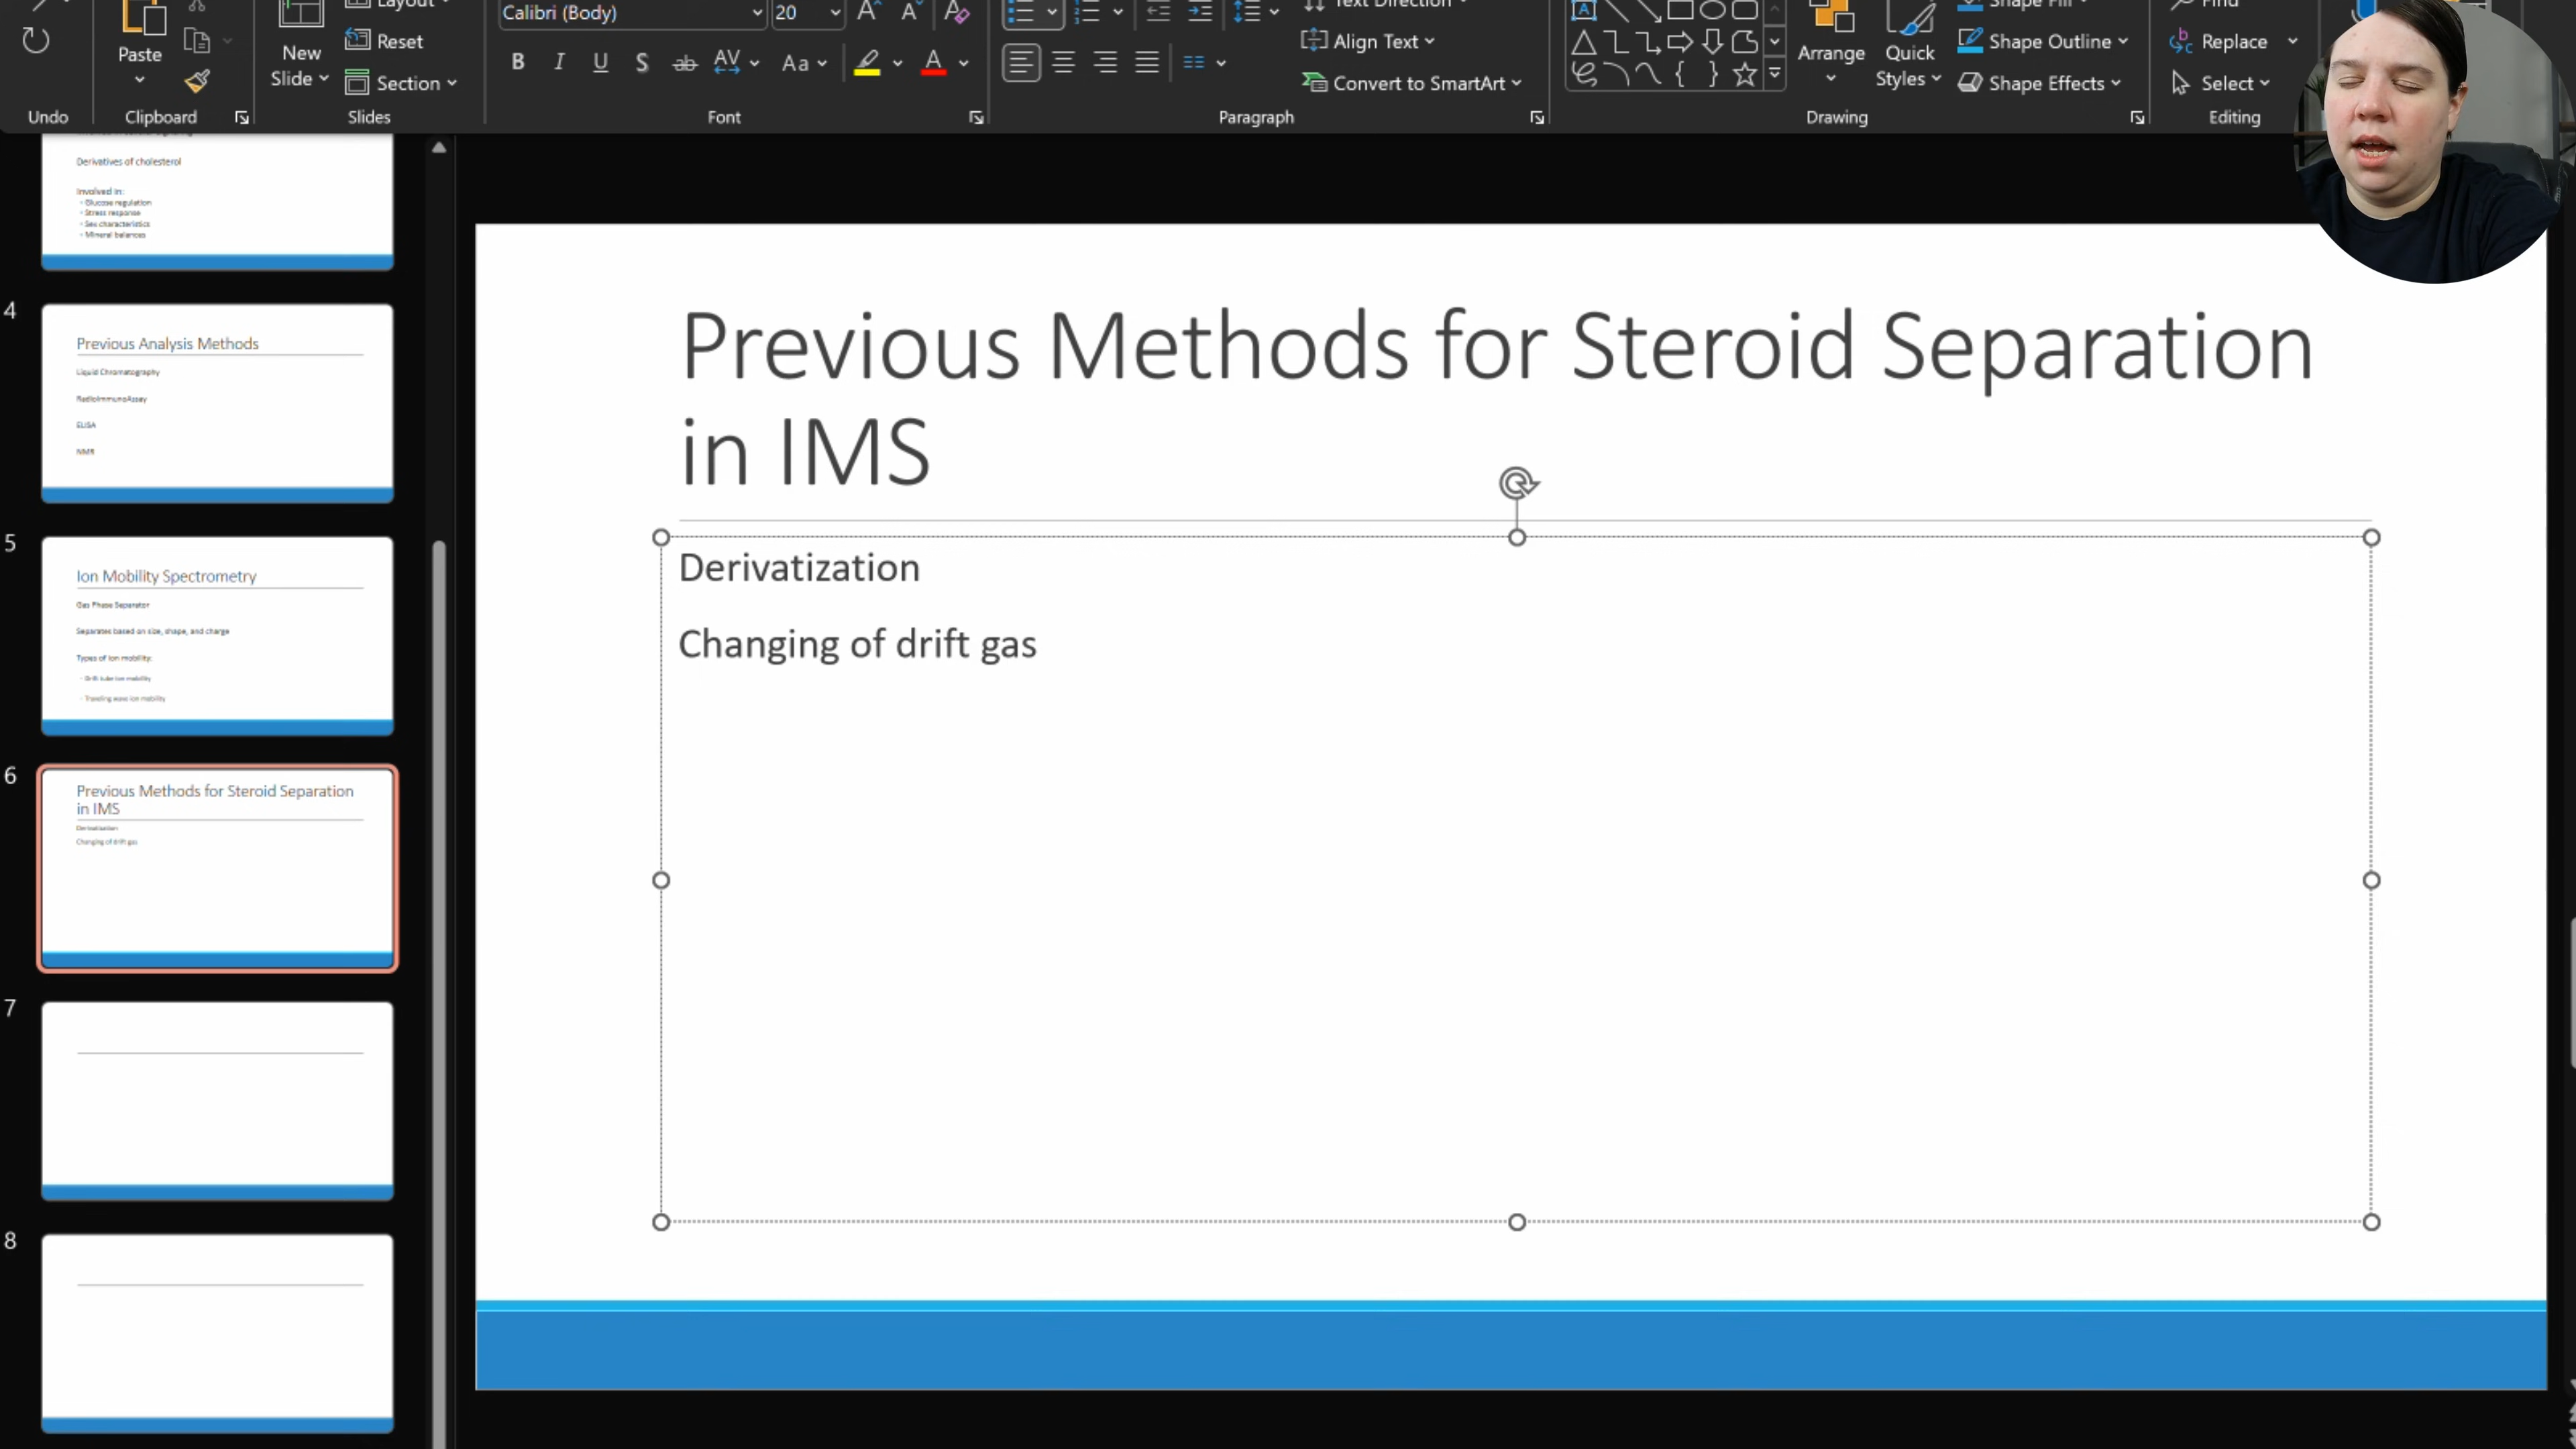 Layout
Text Direction
Shape Fill
Find
Calibri (Body)
20
Paste
New
Slide
Reset
Section
B
I
U
S
ab
AV
Aa
A
Align Text
Convert to SmartArt
Arrange
Quick
Styles
Shape Outline
Shape Effects
Replace
Select
Undo
Clipboard
Slides
Font
Paragraph
Drawing
Editing
Derivatives of cholesterol
Involved in:
Glucose regulation
Stress response
Sex characteristics
Mineral balances
4
Previous Analysis Methods
Liquid Chromatography
RadioImmunoAssay
ELISA
NMR
5
Ion Mobility Spectrometry
Gas Phase Separator
Separates based on size, shape, and charge
Types of ion mobility:
- Drift tube ion mobility
- Traveling wave ion mobility
6
Previous Methods for Steroid Separation
in IMS
Derivatization
Changing of drift gas
7
8
Previous Methods for Steroid Separation
in IMS
Derivatization
Changing of drift gas